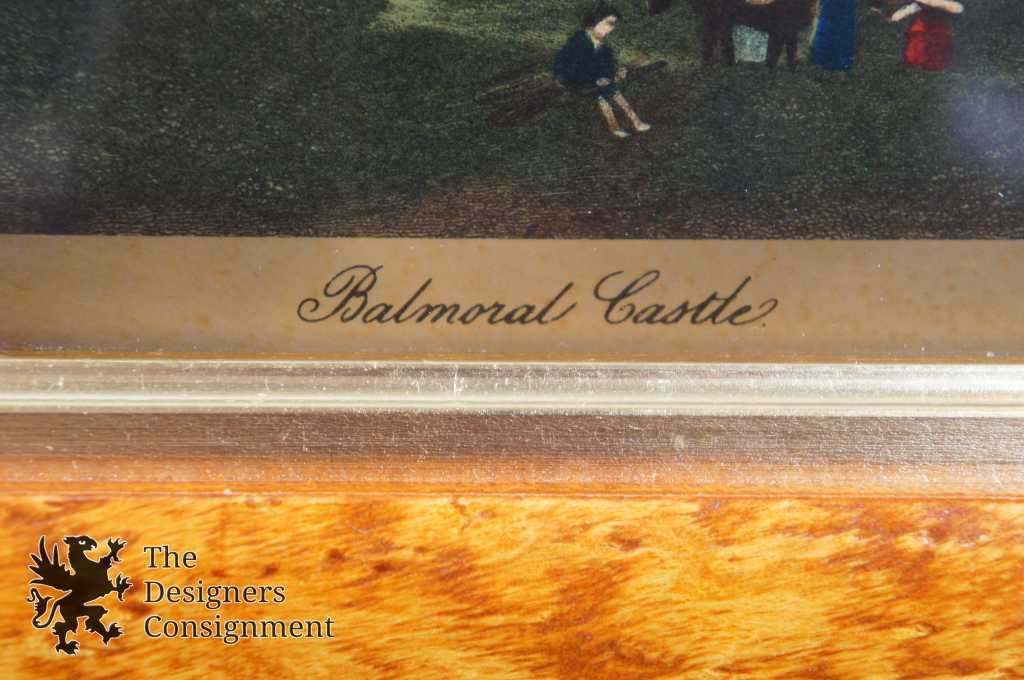 Balmoral Castle.
The
Designers
Consignment